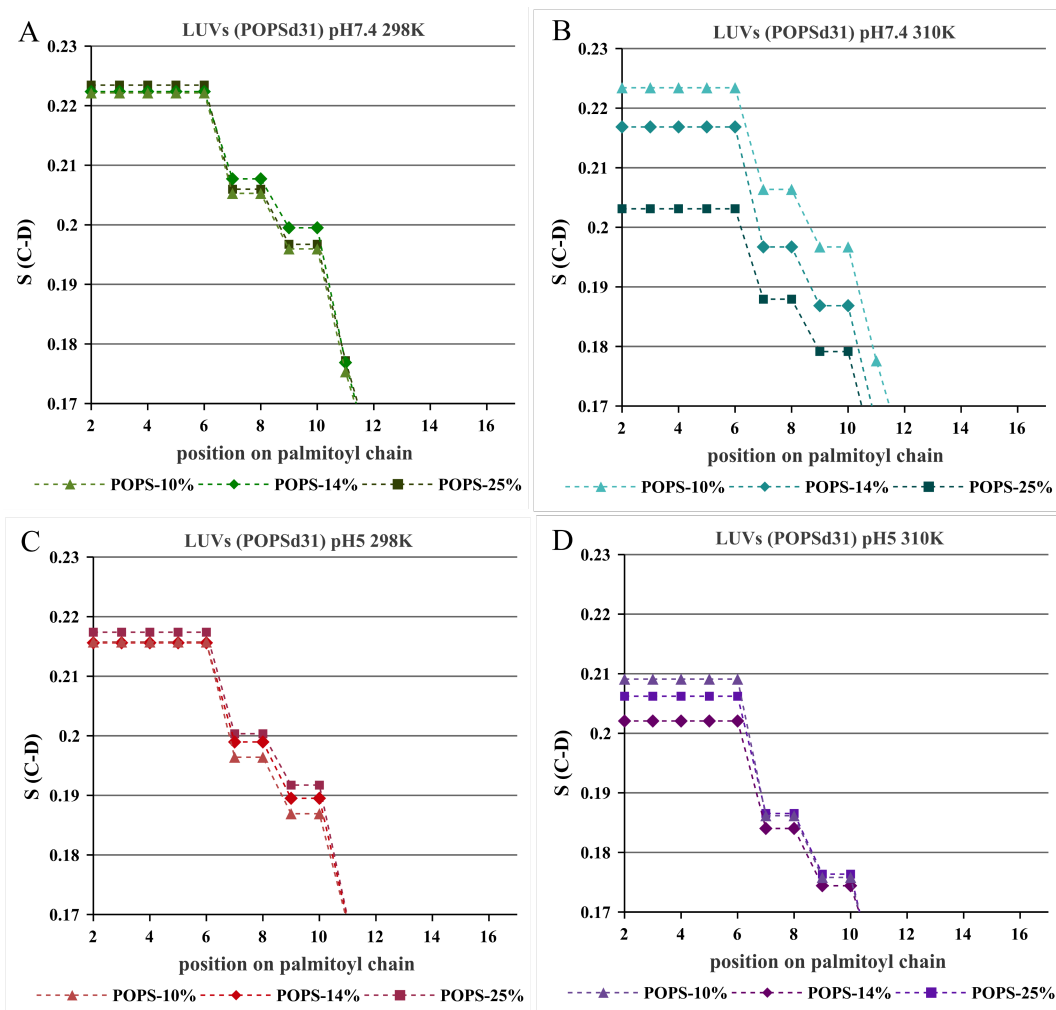 A
LUVs (POPSd31) pH7.4 298K
0.23
0.22
0.21
0.2
0.19
0.18
0.17
S (C-D)
2 4 6 8 10 12 14 16
position on palmitoyl chain
POPS-10% POPS-14% POPS-25%
B
LUVs (POPSd31) pH7.4 310K
0.23
0.22
0.21
0.2
0.19
0.18
0.17
S (C-D)
2 4 6 8 10 12 14 16
position on palmitoyl chain
POPS-10% POPS-14% POPS-25%
C
LUVs (POPSd31) pH5 298K
0.23
0.22
0.21
0.2
0.19
0.18
0.17
S (C-D)
2 4 6 8 10 12 14 16
position on palmitoyl chain
POPS-10% POPS-14% POPS-25%
D
LUVs (POPSd31) pH5 310K
0.23
0.22
0.21
0.2
0.19
0.18
0.17
S (C-D)
2 4 6 8 10 12 14 16
position on palmitoyl chain
POPS-10% POPS-14% POPS-25%